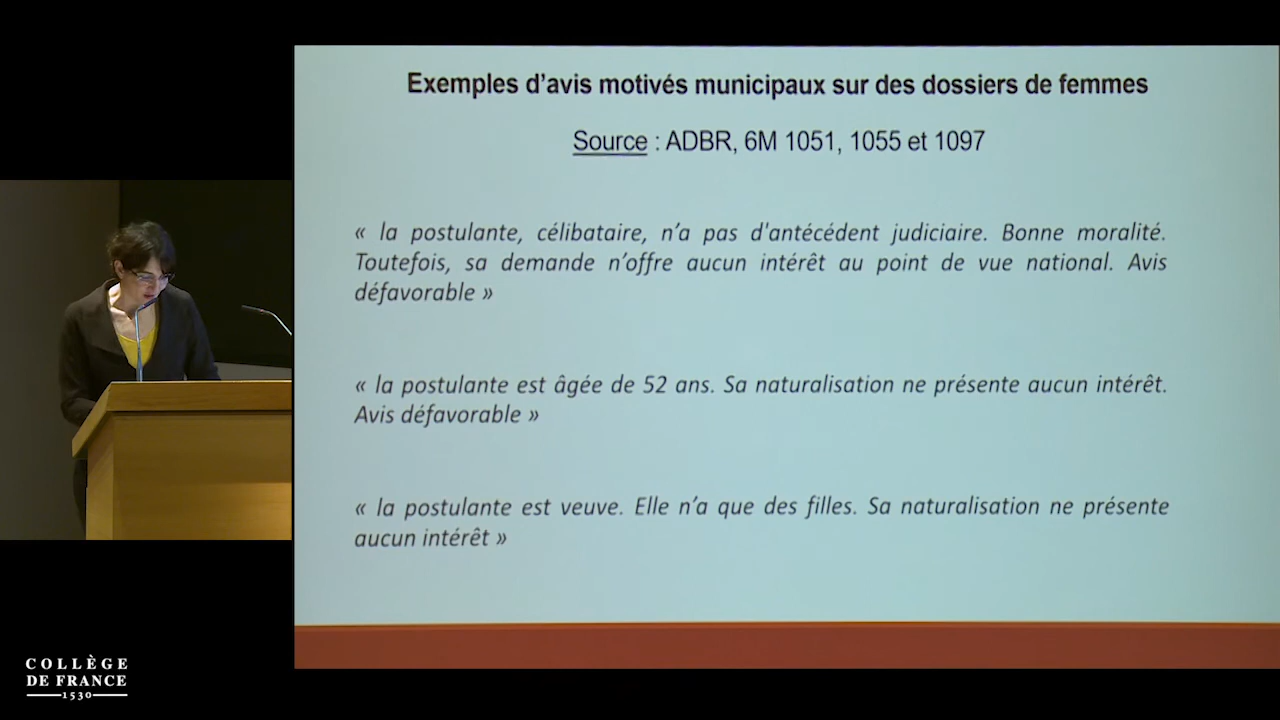 Exemples d’avis motivés municipaux sur des dossiers de femmes
Source : ADBR, 6M 1051, 1055 et 1097
« la postulante, célibataire, n’a pas d'antécédent judiciaire. Bonne moralité.
Toutefois, sa demande n’offre aucun intérêt au point de vue national. Avis
défavorable »
« la postulante est âgée de 52 ans. Sa naturalisation ne présente aucun intérêt.
Avis défavorable »
« la postulante est veuve. Elle n’a que des filles. Sa naturalisation ne présente
aucun intérêt »
COLLÈGE
DE FRANCE
1530